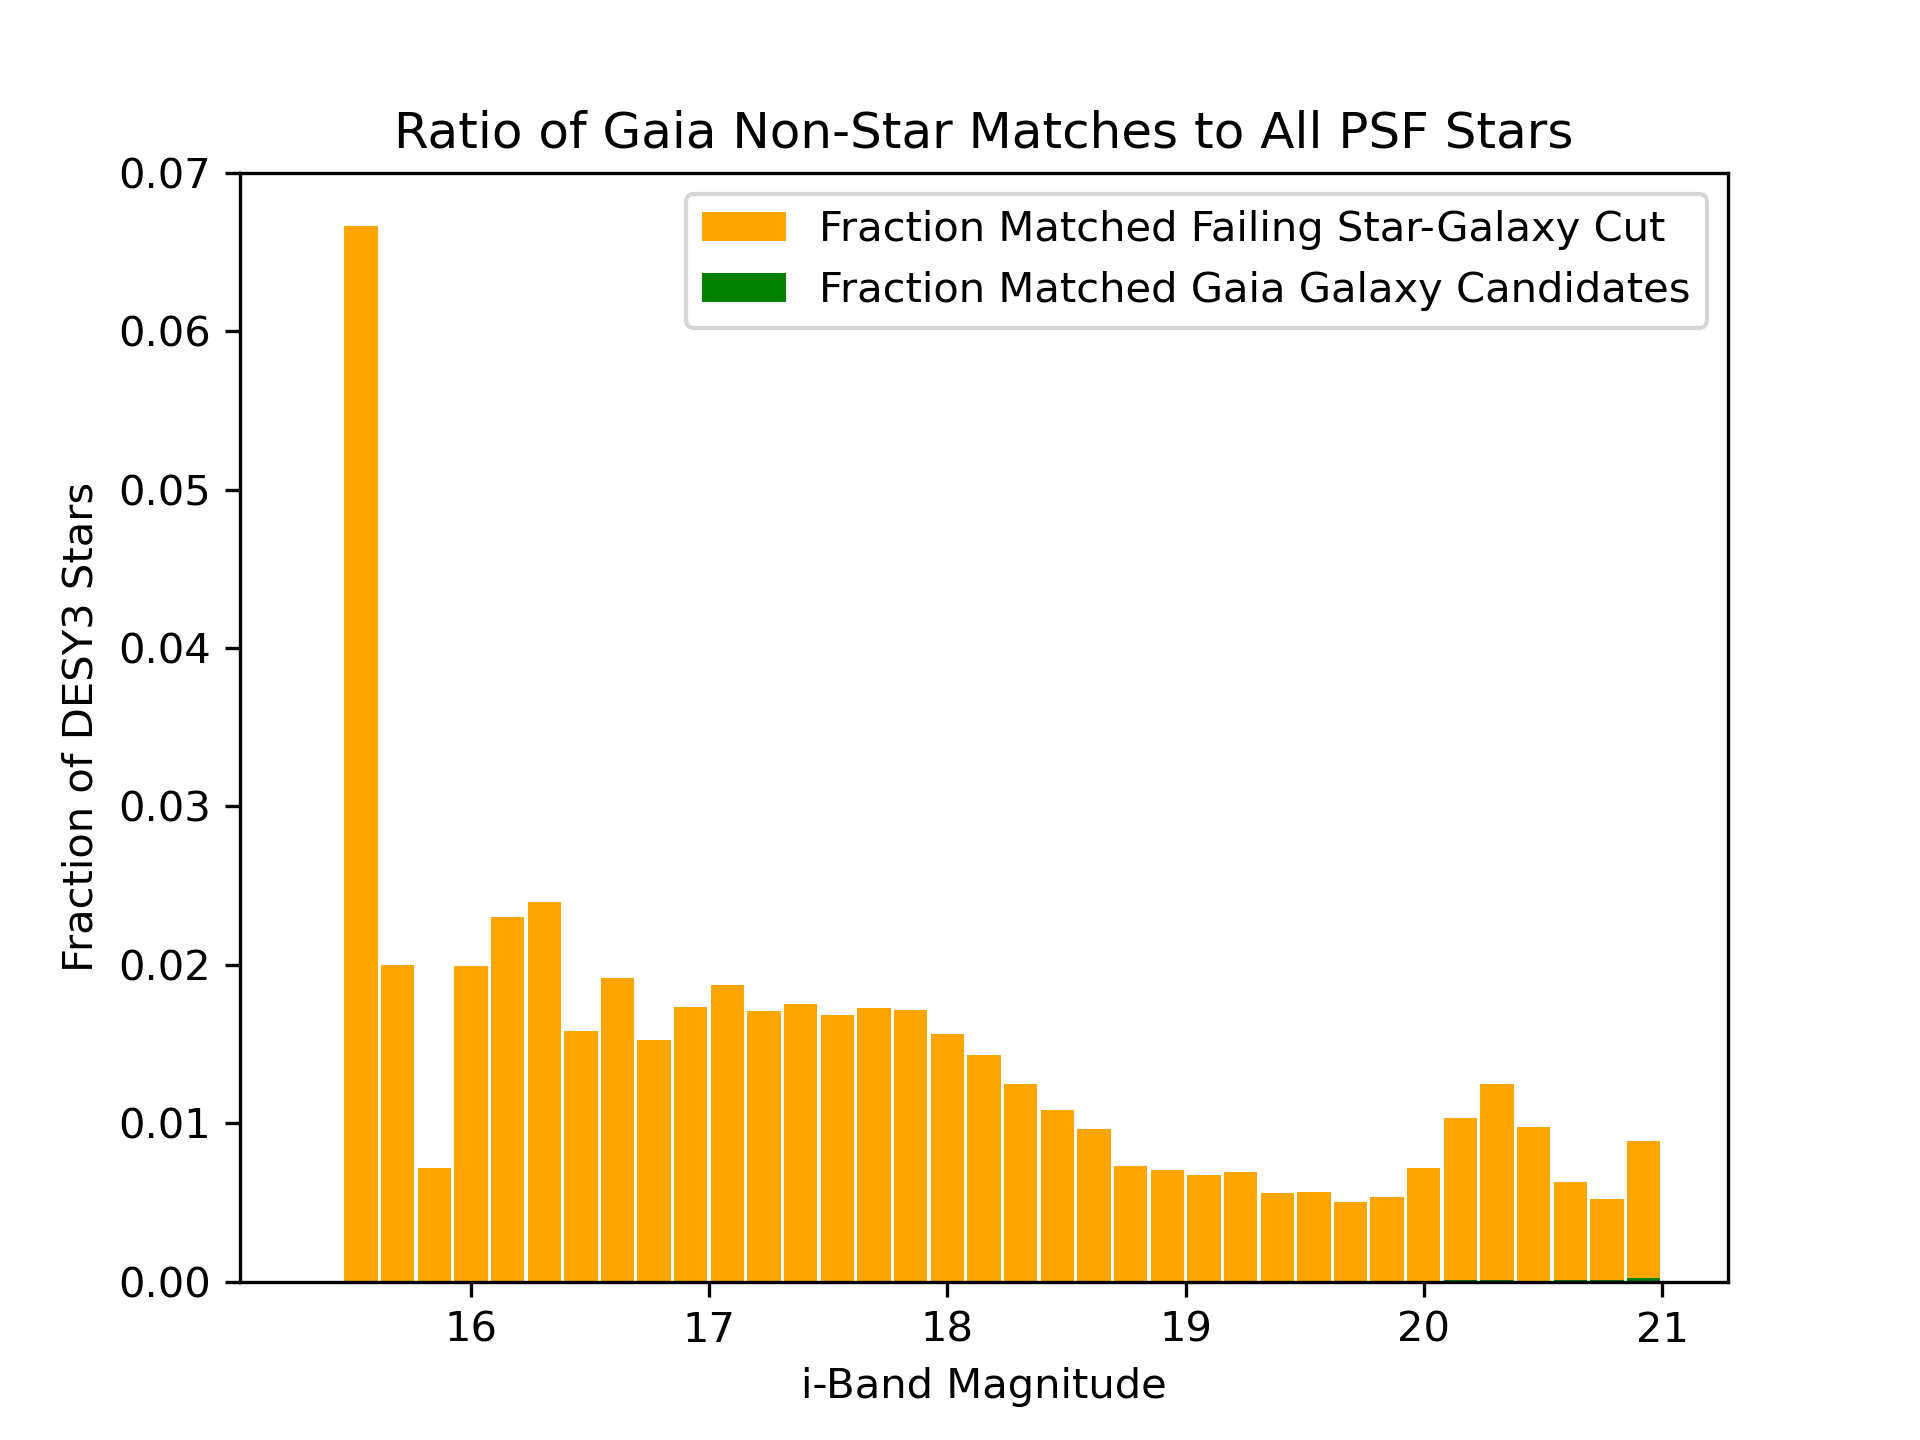 Ratio of Gaia Non-Star Matches to All PSF Stars
Fraction Matched Failing Star-Galaxy Cut
Fraction Matched Gaia Galaxy Candidates
Fraction of DESY3 Stars
0.07
0.06
0.05
0.04
0.03
0.02
0.01
0.00
16 17 18 19 20 21
i-Band Magnitude